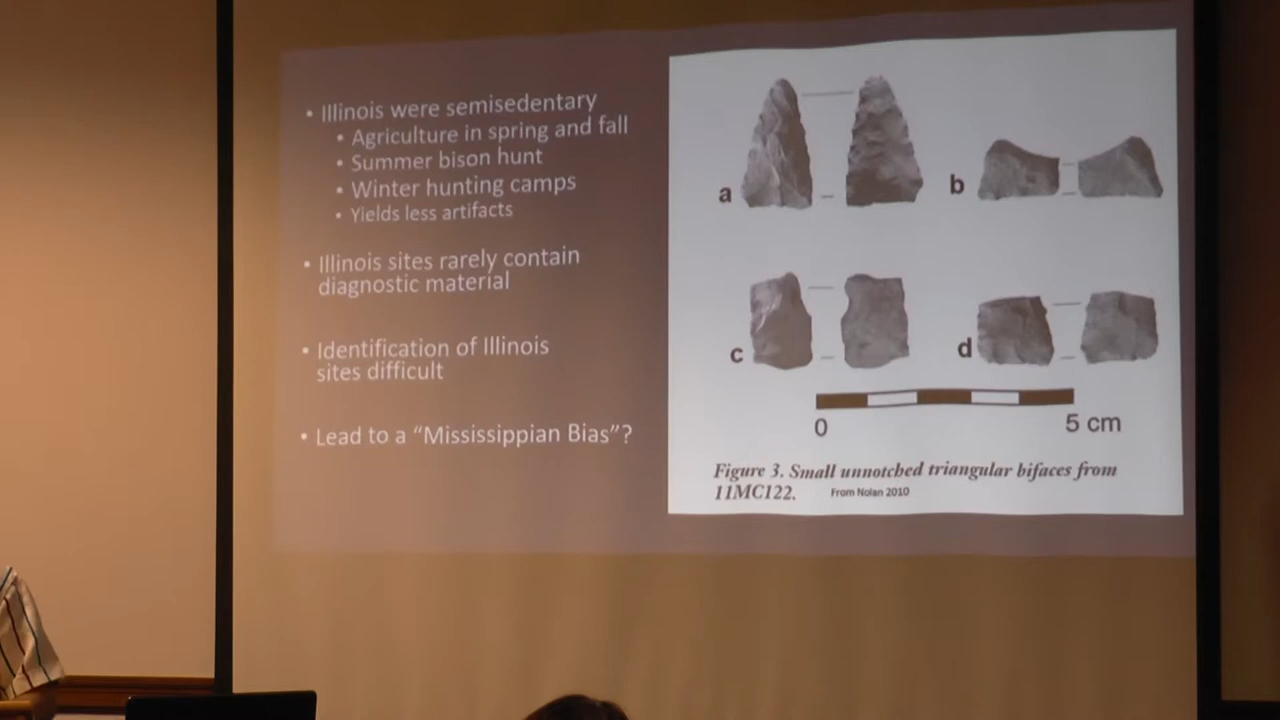 • Illinois were semisedentary
• Agriculture in spring and fall
• Summer bison hunt
• Winter hunting camps
• Yields less artifacts
• Illinois sites rarely contain
diagnostic material
• Identification of Illinois
sites difficult
• Lead to a “Mississippian Bias”?
a
b
c
d
0
5 cm
Figure 3. Small unnotched triangular bifaces from
11MC122.
From Nolan 2010